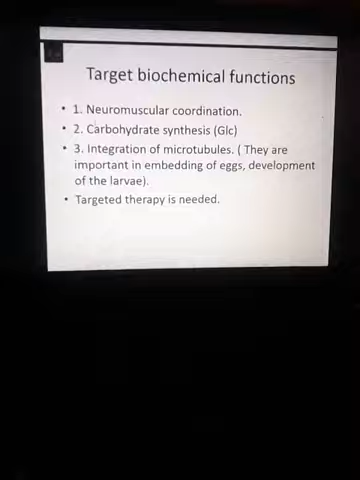 Target biochemical functions
• 1. Neuromuscular coordination.
• 2. Carbohydrate synthesis (Glc)
• 3. Integration of microtubules. ( They are
important in embedding of eggs, development
of the larvae).
• Targeted therapy is needed.